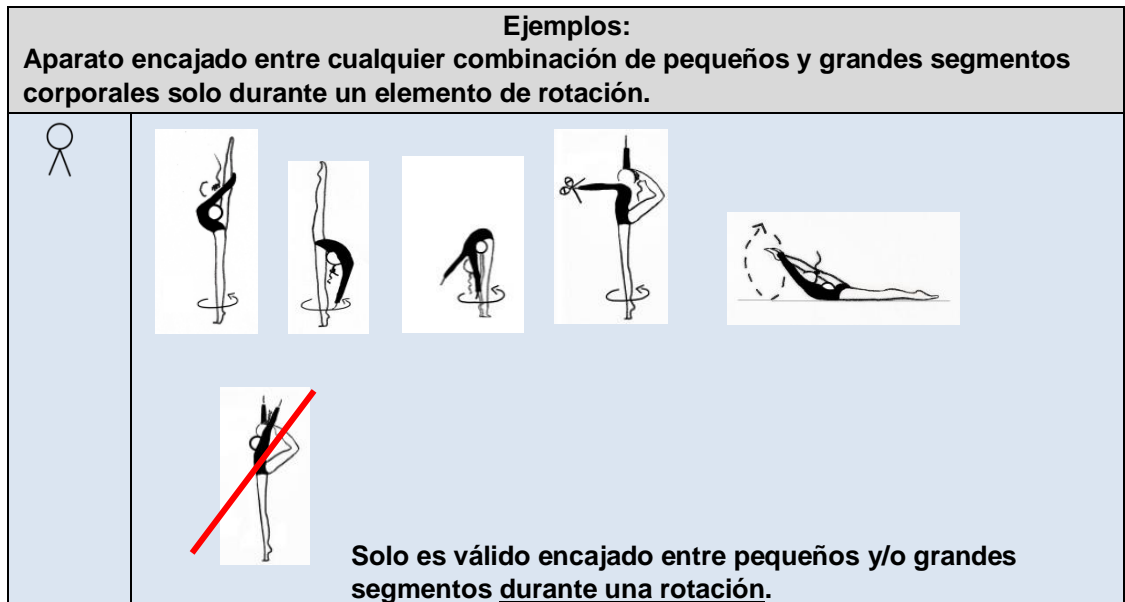 Ejemplos:
Aparato encajado entre cualquier combinación de pequeños y grandes segmentos
corporales solo durante un elemento de rotación.
Solo es válido encajado entre pequeños y/o grandes
segmentos durante una rotación.